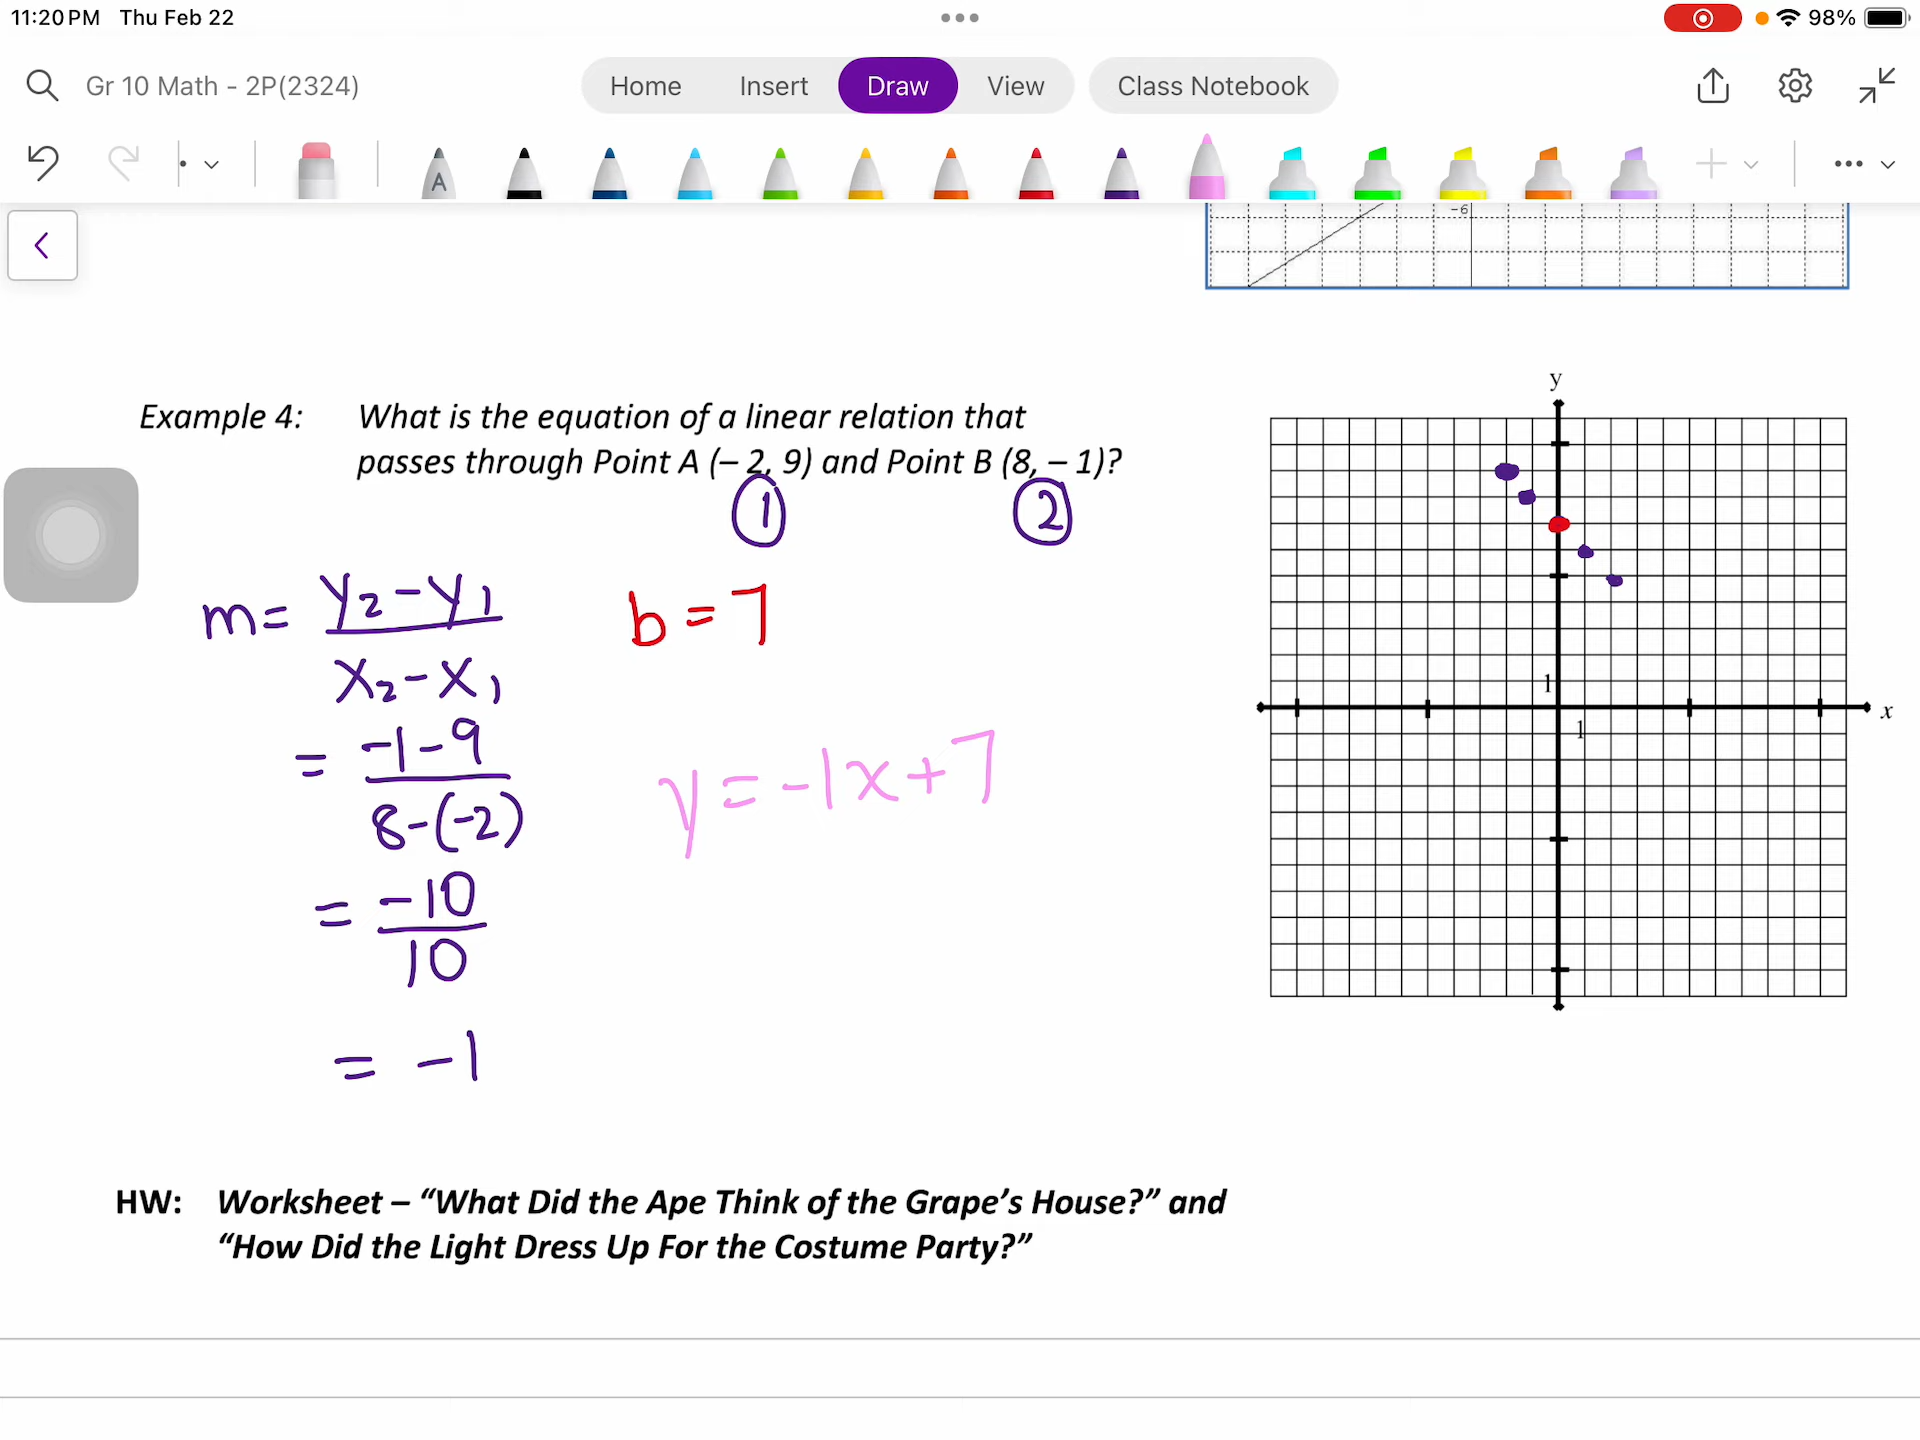 11:20 PM Thu Feb 22
98%
Gr 10 Math - 2P(2324)
Home Insert Draw View Class Notebook
A
-6
Example 4: What is the equation of a linear relation that
passes through Point A (– 2, 9) and Point B (8, – 1)?
1 2
m = y₂ - y₁
x₂ - x₁
= -1 - 9
8 - (-2)
= -10
10
= -1
b = 7
y = -1x + 7
y
1
x
1
HW: Worksheet – “What Did the Ape Think of the Grape’s House?” and
“How Did the Light Dress Up For the Costume Party?”